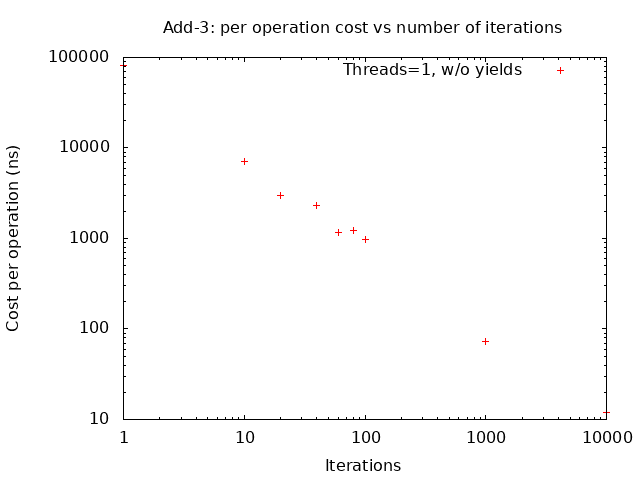 Add-3: per operation cost vs number of iterations
Threads=1, w/o yields
100000
10000
1000
100
10
Cost per operation (ns)
1 10 100 1000 10000
Iterations